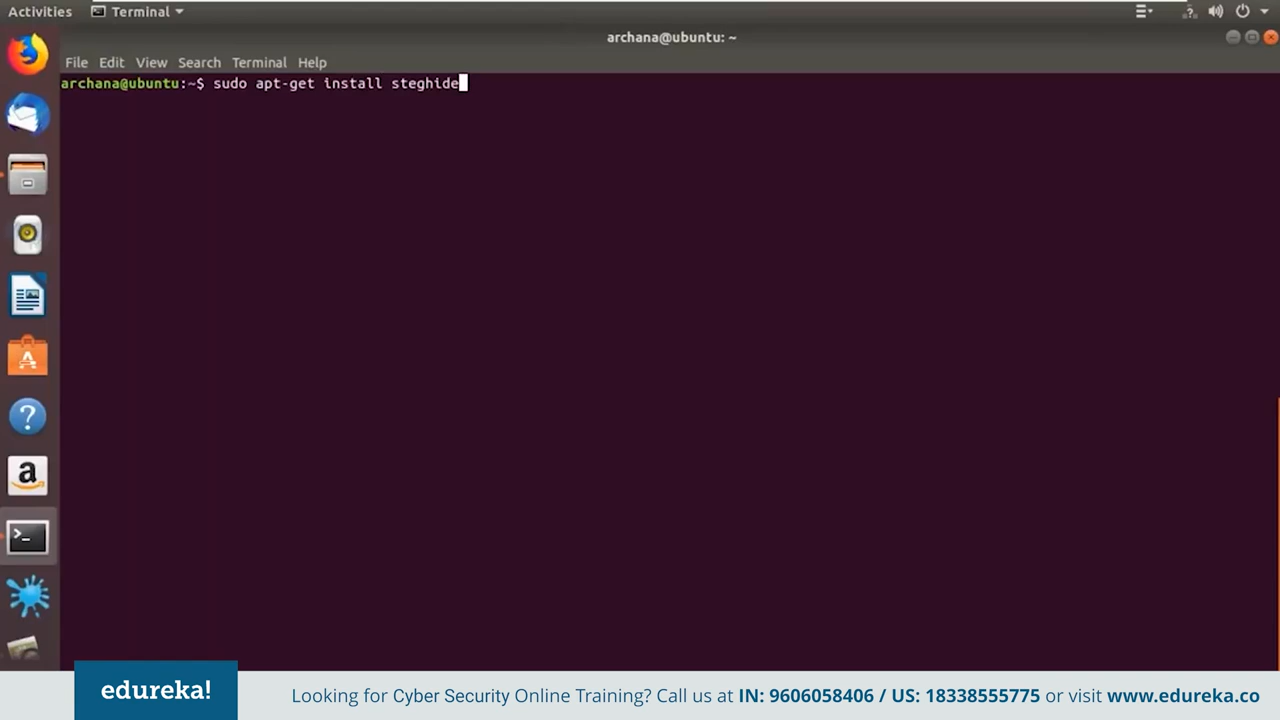 Activities Terminal
archana@ubuntu: ~
File Edit View Search Terminal Help
archana@ubuntu:~$ sudo apt-get install steghide
edureka!
Looking for Cyber Security Online Training? Call us at IN: 9606058406 / US: 18338555775 or visit www.edureka.co